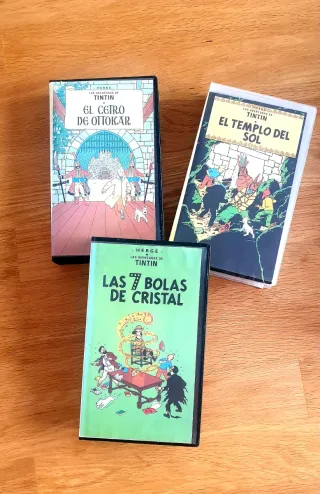 HERGÉ
LAS AVENTURAS DE
TINTIN
EL CETRO
DE OTTOKAR
LAS AVENTURAS DE
TINTIN
EL TEMPLO DEL
SOL
HERGÉ
LAS AVENTURAS DE
TINTIN
LAS 7 BOLAS
DE CRISTAL